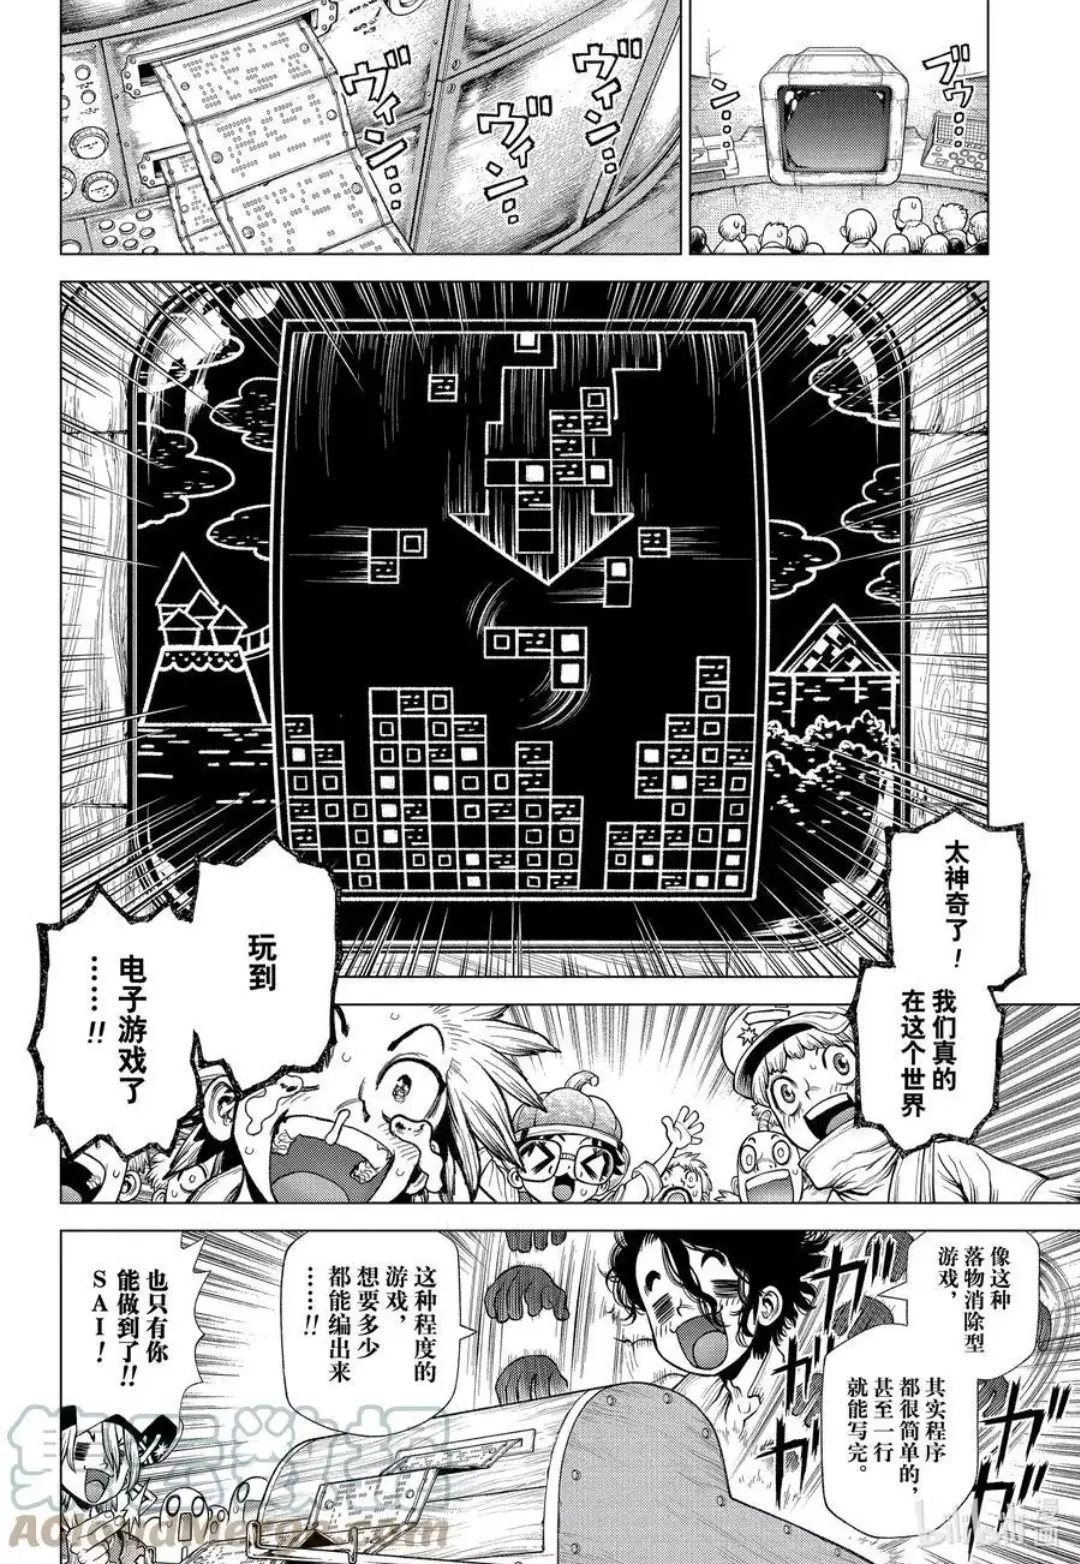 ブゥン…
ヴィン
ヴィン…
太神奇了！
我们真的
在这个世界
玩到
电子游戏了
……!!
像这种
落物消除型
游戏，
其实程序
都很简单的，
甚至一行
就能写完。
ガガガガ
ガガガ
这种程度的
游戏，
想要多少
都能编出来
……!!
也只有你
能做到了!!
SAI！